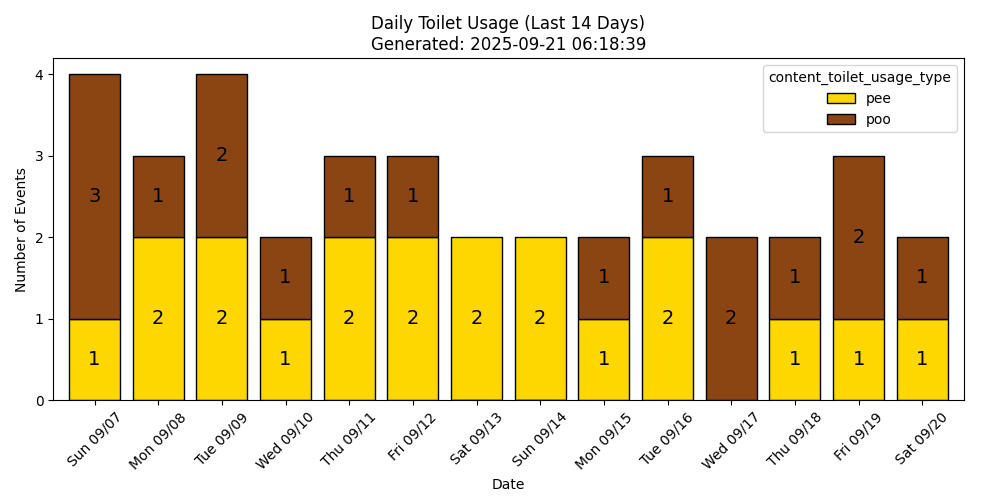 Daily Toilet Usage (Last 14 Days)
Generated: 2025-09-21 06:18:39
content_toilet_usage_type
pee
poo
Number of Events
4
3
2
1
0
3
1
1
2
2
2
1
1
1
2
1
2
2
2
1
1
1
2
2
1
1
2
1
1
1
Sun 09/07
Mon 09/08
Tue 09/09
Wed 09/10
Thu 09/11
Fri 09/12
Sat 09/13
Sun 09/14
Mon 09/15
Tue 09/16
Wed 09/17
Thu 09/18
Fri 09/19
Sat 09/20
Date